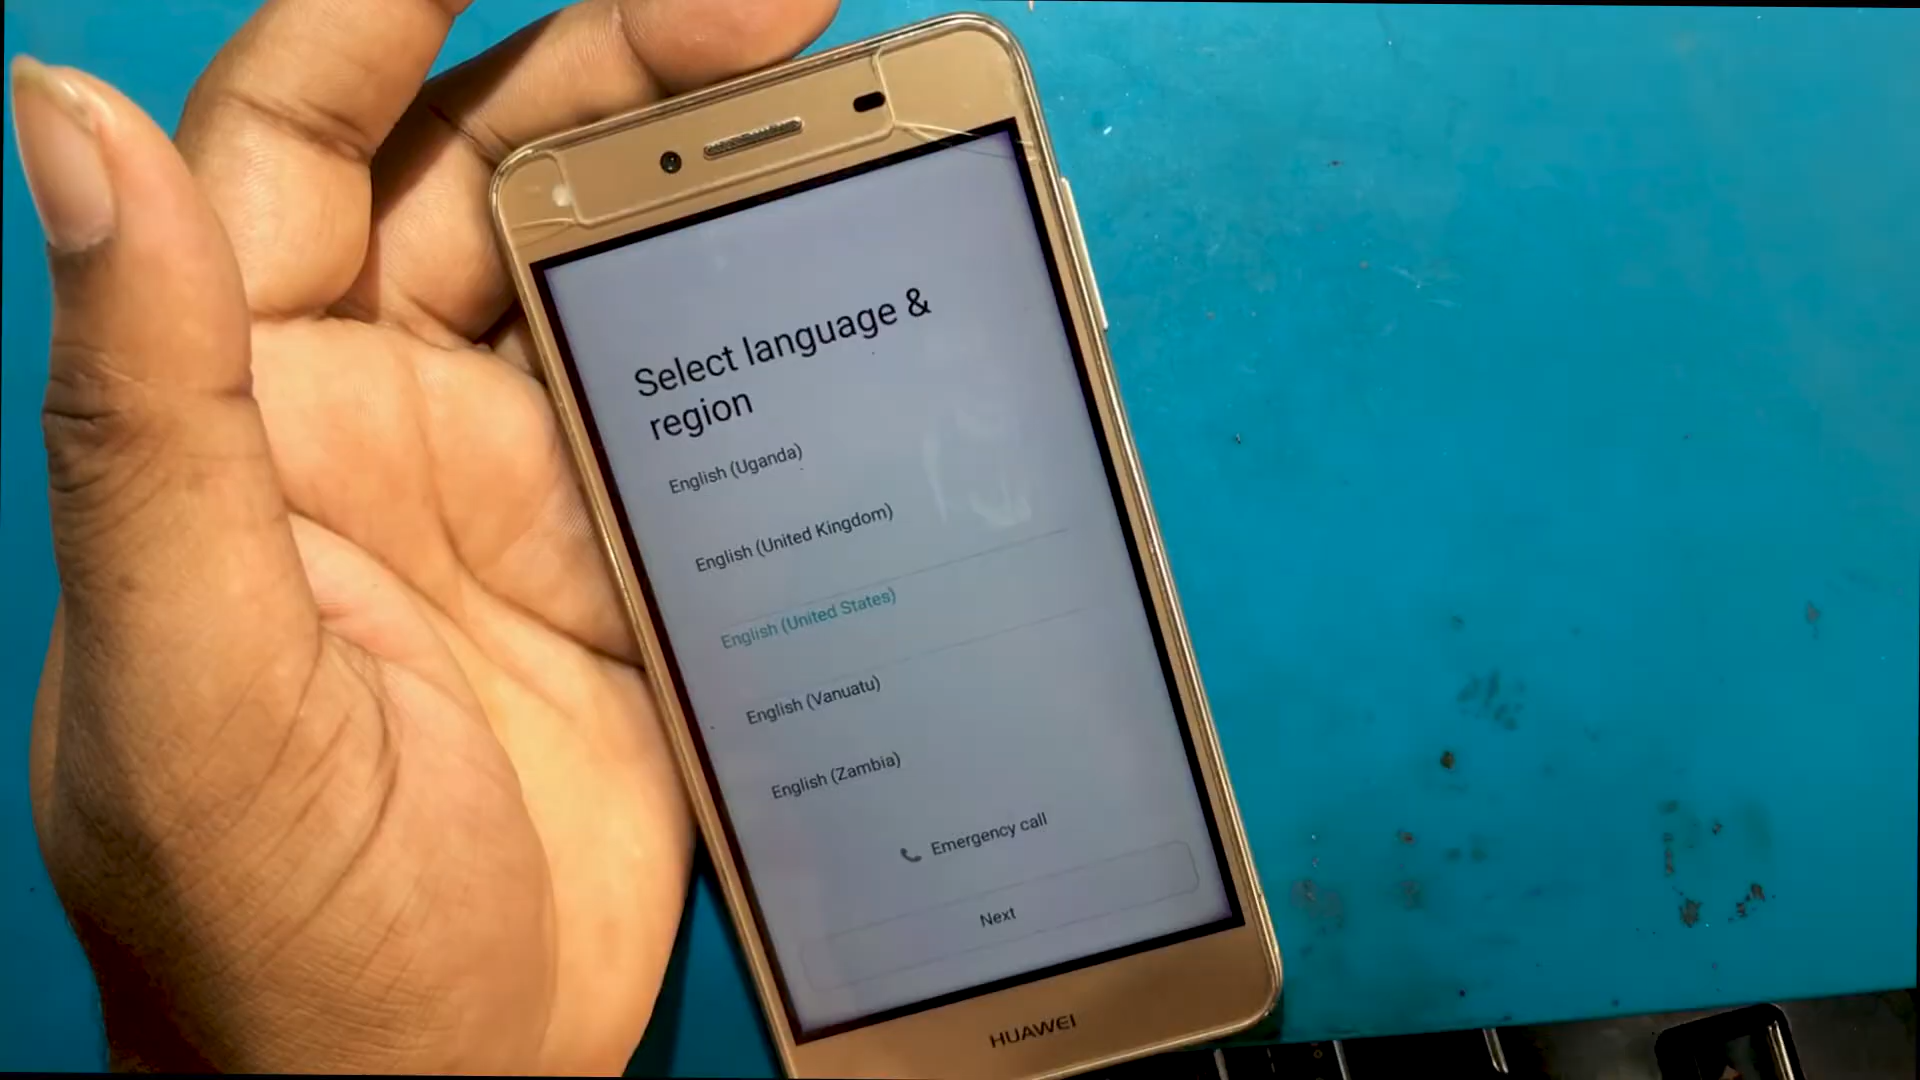 Select language &
region
English (Uganda)
English (United Kingdom)
English (United States)
English (Vanuatu)
English (Zambia)
Emergency call
Next
HUAWEI